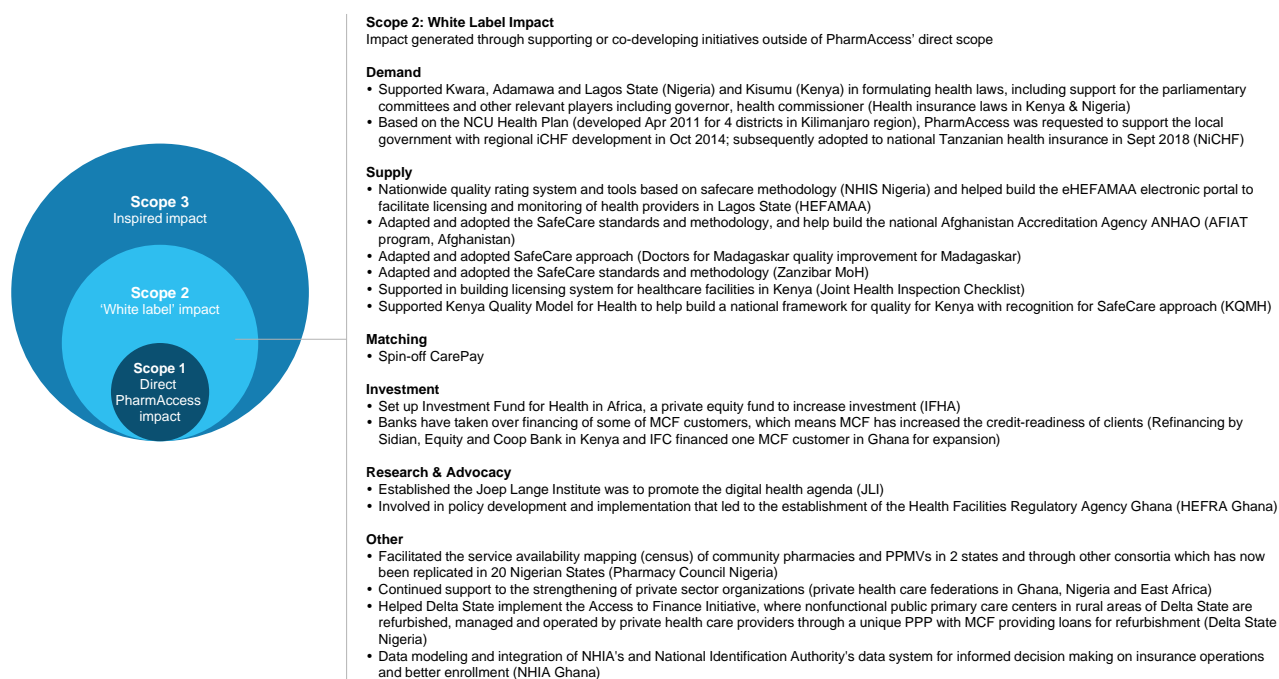 Scope 3
Inspired impact
Scope 2
‘White label’ impact
Scope 1
Direct
PharmAccess
impact
Scope 2: White Label Impact
Impact generated through supporting or co-developing initiatives outside of PharmAccess’ direct scope
Demand
• Supported Kwara, Adamawa and Lagos State (Nigeria) and Kisumu (Kenya) in formulating health laws, including support for the parliamentary
committees and other relevant players including governor, health commissioner (Health insurance laws in Kenya & Nigeria)
• Based on the NCU Health Plan (developed Apr 2011 for 4 districts in Kilimanjaro region), PharmAccess was requested to support the local
government with regional iCHF development in Oct 2014; subsequently adopted to national Tanzanian health insurance in Sept 2018 (NiCHF)
Supply
• Nationwide quality rating system and tools based on safecare methodology (NHIS Nigeria) and helped build the eHEFAMAA electronic portal to
facilitate licensing and monitoring of health providers in Lagos State (HEFAMAA)
• Adapted and adopted the SafeCare standards and methodology, and help build the national Afghanistan Accreditation Agency ANHAO (AFIAT
program, Afghanistan)
• Adapted and adopted SafeCare approach (Doctors for Madagaskar quality improvement for Madagaskar)
• Adapted and adopted the SafeCare standards and methodology (Zanzibar MoH)
• Supported in building licensing system for healthcare facilities in Kenya (Joint Health Inspection Checklist)
• Supported Kenya Quality Model for Health to help build a national framework for quality for Kenya with recognition for SafeCare approach (KQMH)
Matching
• Spin-off CarePay
Investment
• Set up Investment Fund for Health in Africa, a private equity fund to increase investment (IFHA)
• Banks have taken over financing of some of MCF customers, which means MCF has increased the credit-readiness of clients (Refinancing by
Sidian, Equity and Coop Bank in Kenya and IFC financed one MCF customer in Ghana for expansion)
Research & Advocacy
• Established the Joep Lange Institute was to promote the digital health agenda (JLI)
• Involved in policy development and implementation that led to the establishment of the Health Facilities Regulatory Agency Ghana (HEFRA Ghana)
Other
• Facilitated the service availability mapping (census) of community pharmacies and PPMVs in 2 states and through other consortia which has now
been replicated in 20 Nigerian States (Pharmacy Council Nigeria)
• Continued support to the strengthening of private sector organizations (private health care federations in Ghana, Nigeria and East Africa)
• Helped Delta State implement the Access to Finance Initiative, where nonfunctional public primary care centers in rural areas of Delta State are
refurbished, managed and operated by private health care providers through a unique PPP with MCF providing loans for refurbishment (Delta State
Nigeria)
• Data modeling and integration of NHIA’s and National Identification Authority’s data system for informed decision making on insurance operations
and better enrollment (NHIA Ghana)